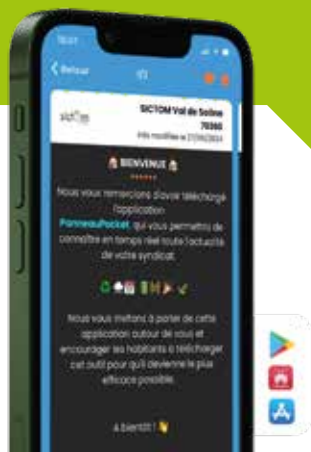 Retour
sictom
SICTOM Val de Saône
70360
BIENVENUE
Nous vous remercions d'avoir téléchargé
l'application
PanneauPocket, qui vous permettra de
connaître en temps réel toute l'actualité
de votre syndicat.
Nous vous invitons à parler de cette
application autour de vous et
encourager les habitants à télécharger
cet outil pour qu'il devienne le plus
efficace possible.
A bientôt !